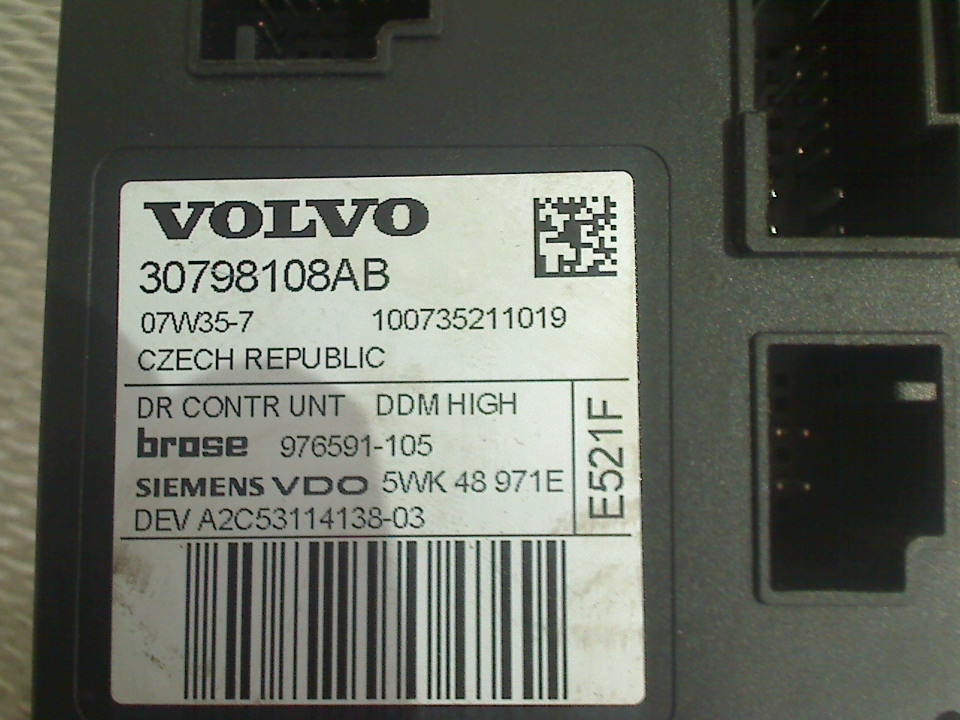 VOLVO
30798108AB
07W35-7 100735211019
CZECH REPUBLIC
DR CONTR UNT DDM HIGH
brose 976591-105
SIEMENS VDO 5WK 48 971E
DEV A2C53114138-03
E521F